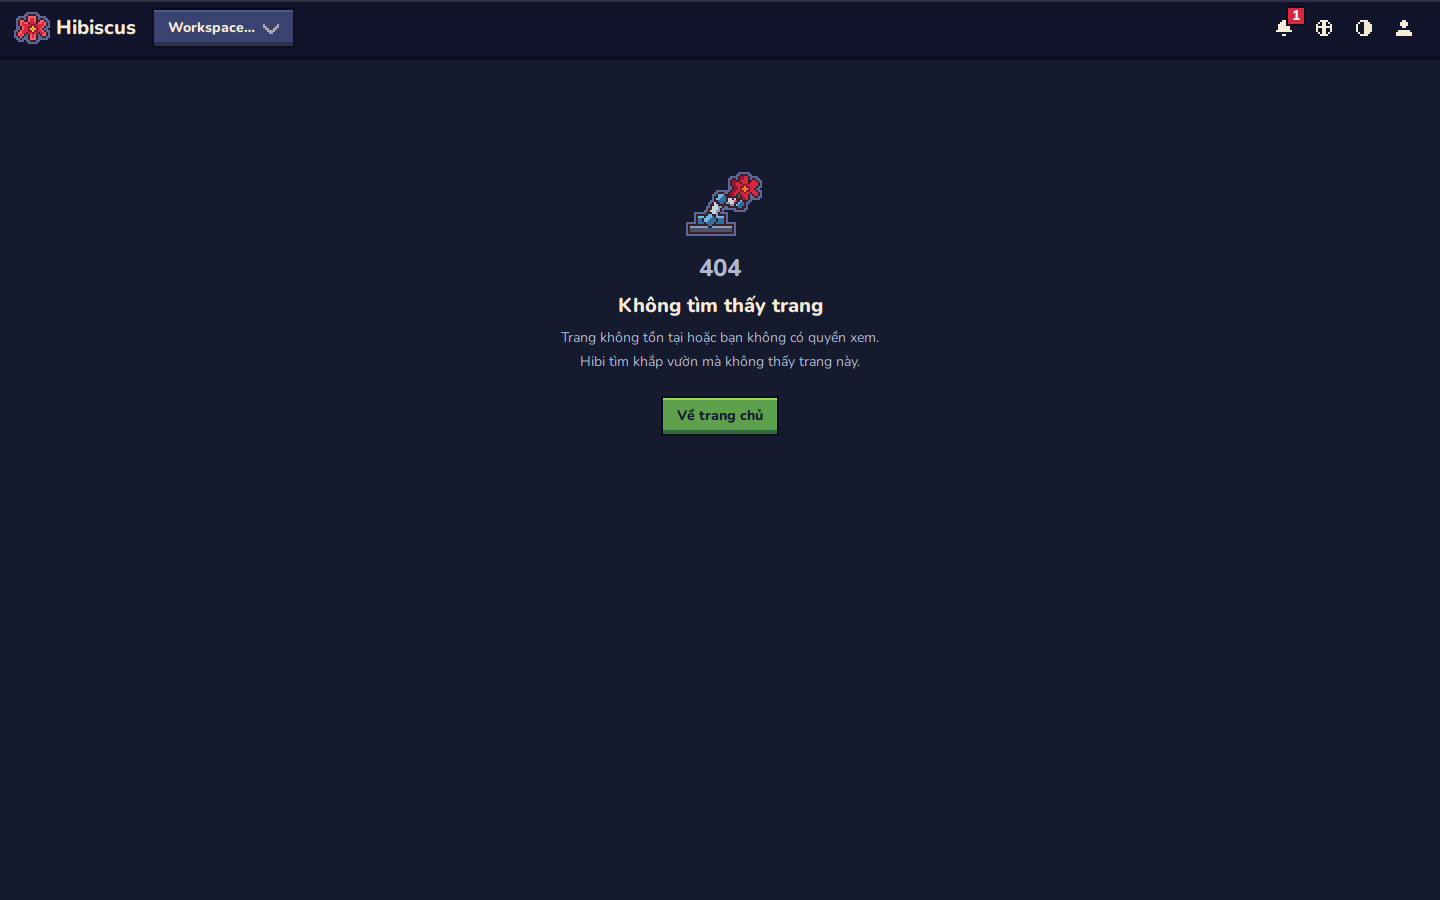 Hibiscus
Workspace...
1
404
Không tìm thấy trang
Trang không tồn tại hoặc bạn không có quyền xem.
Hibi tìm khắp vườn mà không thấy trang này.
Về trang chủ